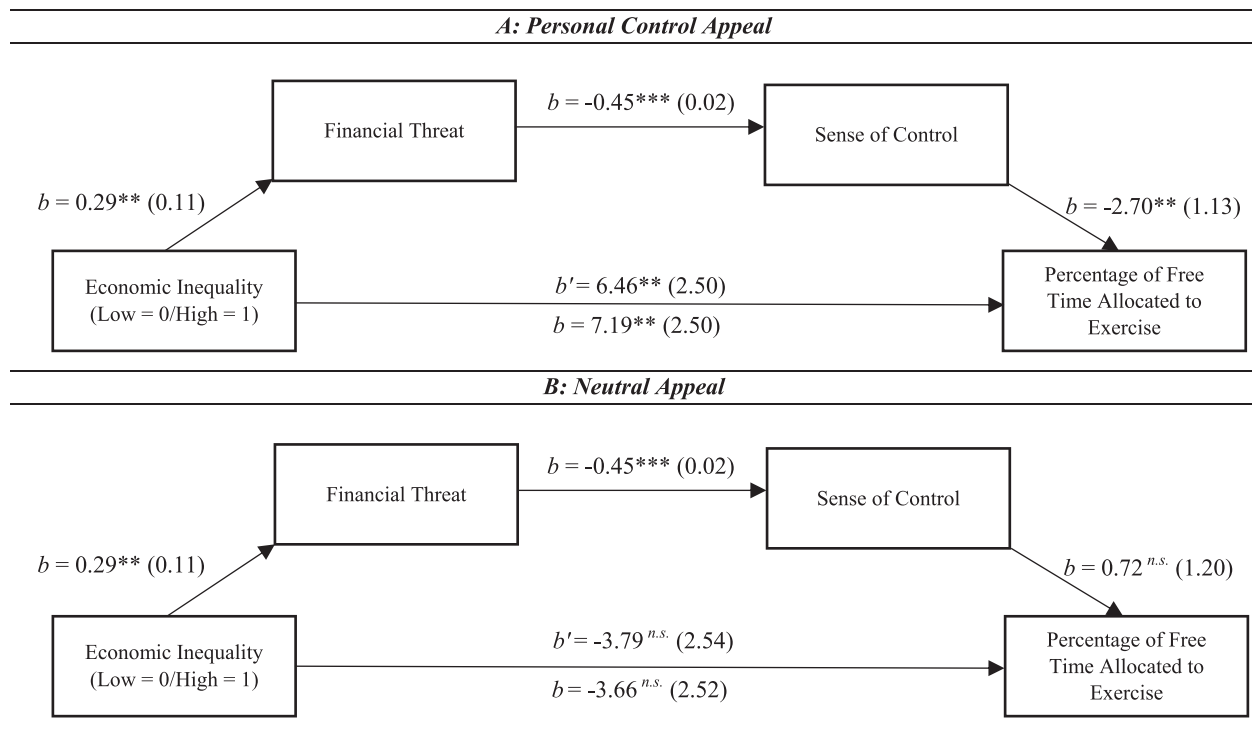 A: Personal Control Appeal
b = -0.45*** (0.02)
Financial Threat
Sense of Control
b = 0.29** (0.11)
b = -2.70** (1.13)
Economic Inequality
(Low = 0/High = 1)
b′ = 6.46** (2.50)
b = 7.19** (2.50)
Percentage of Free
Time Allocated to
Exercise
B: Neutral Appeal
b = -0.45*** (0.02)
Financial Threat
Sense of Control
b = 0.29** (0.11)
b = 0.72 n.s. (1.20)
Economic Inequality
(Low = 0/High = 1)
b′ = -3.79 n.s. (2.54)
b = -3.66 n.s. (2.52)
Percentage of Free
Time Allocated to
Exercise